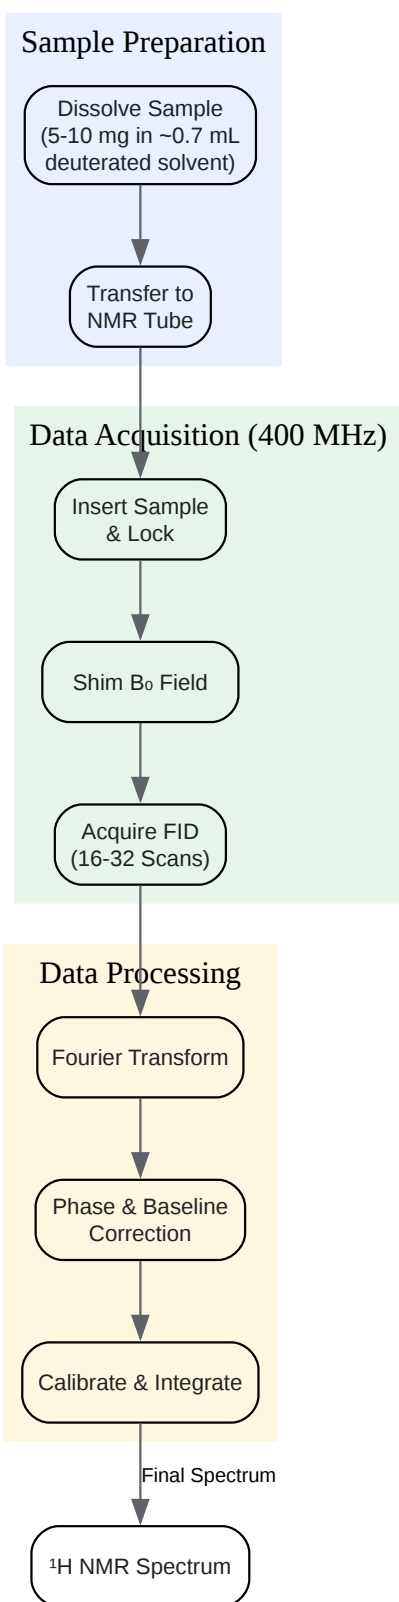 Sample Preparation
Dissolve Sample
(5-10 mg in ~0.7 mL
deuterated solvent)
Transfer to
NMR Tube
Data Acquisition (400 MHz)
Insert Sample
& Lock
Shim B₀ Field
Acquire FID
(16-32 Scans)
Data Processing
Fourier Transform
Phase & Baseline
Correction
Calibrate & Integrate
Final Spectrum
¹H NMR Spectrum